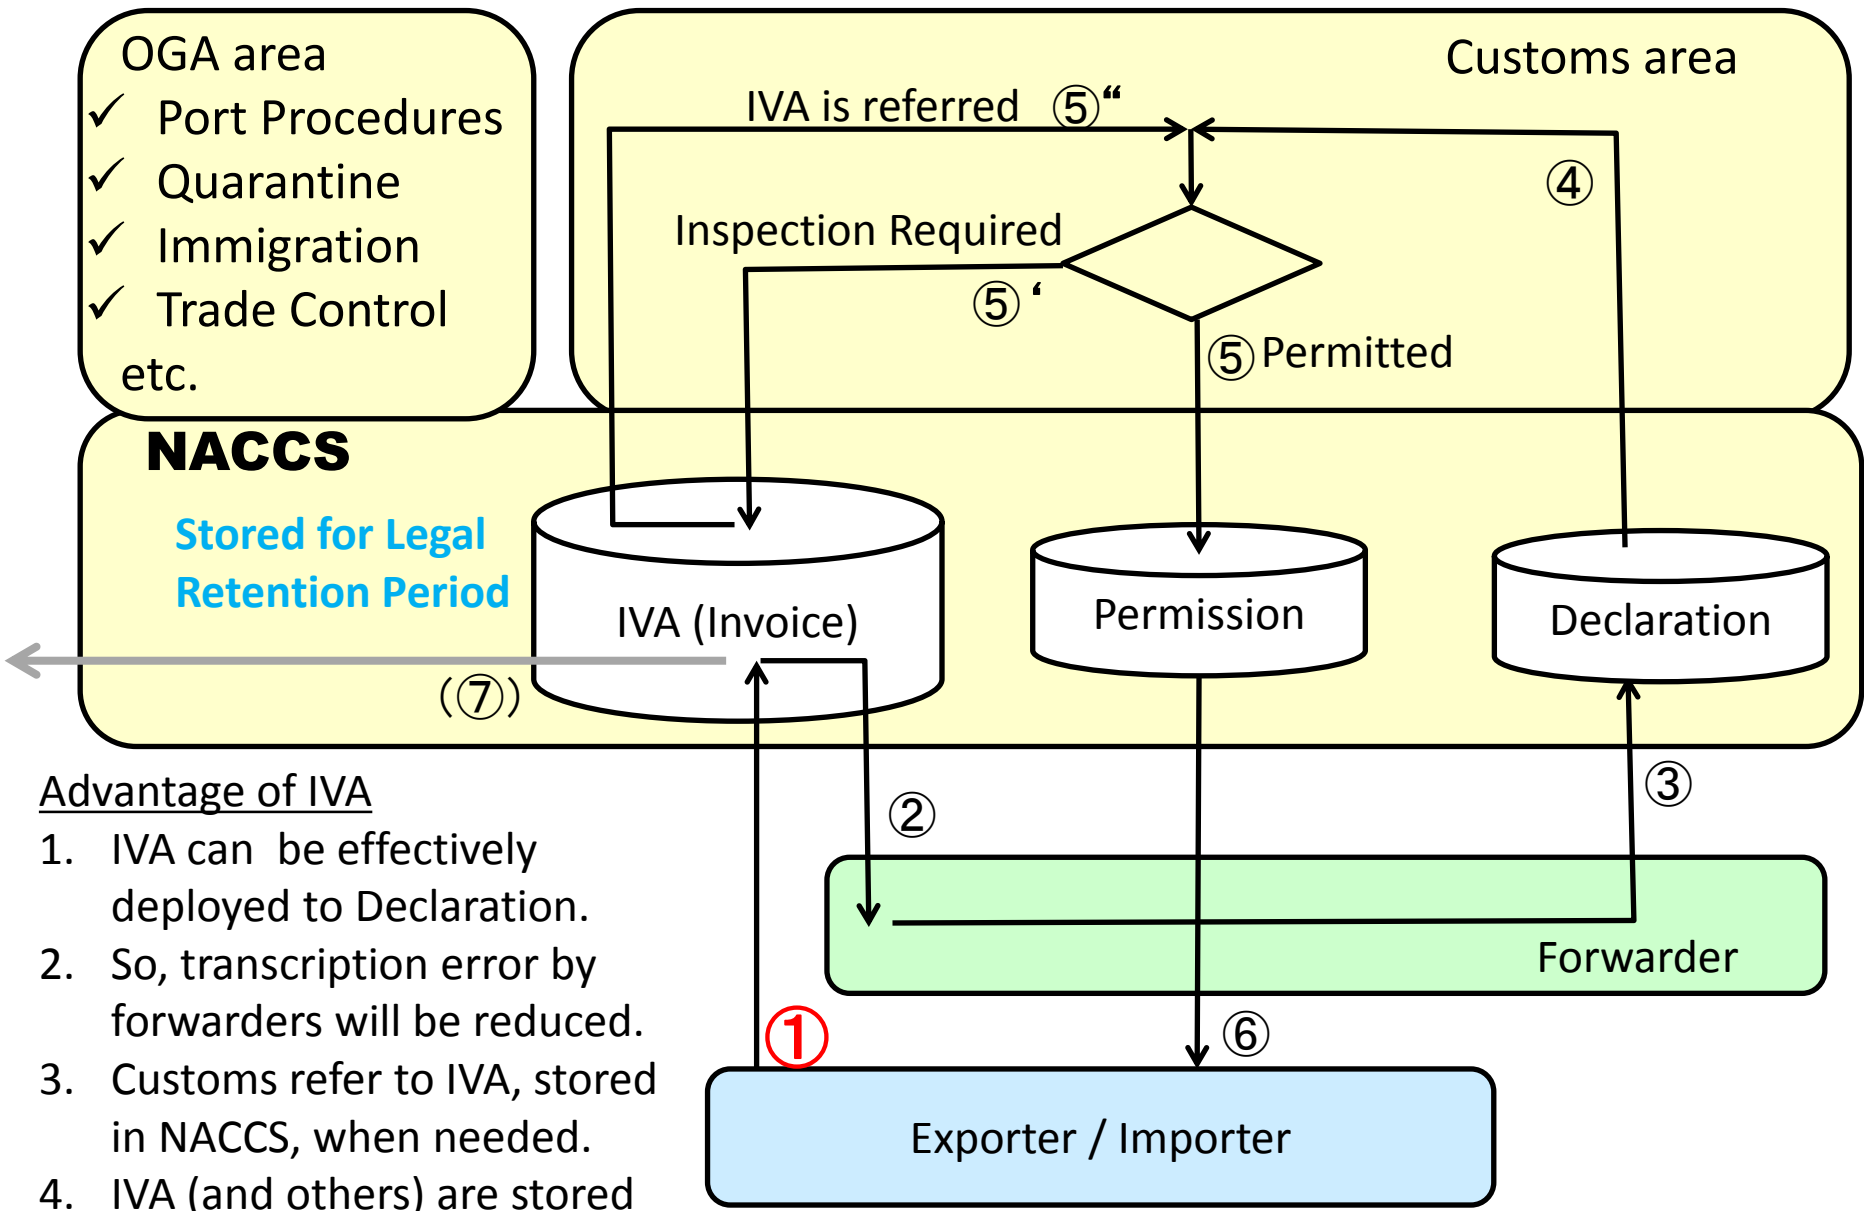 OGA area
✓ Port Procedures
✓ Quarantine
✓ Immigration
✓ Trade Control
etc.
Customs area
IVA is referred ⑤“
④
Inspection Required
⑤‘
⑤ Permitted
NACCS
Stored for Legal
Retention Period
IVA (Invoice)
Permission
Declaration
(⑦)
②
③
Forwarder
①
⑥
Exporter / Importer
Advantage of IVA
1. IVA can be effectively
deployed to Declaration.
2. So, transcription error by
forwarders will be reduced.
3. Customs refer to IVA, stored
in NACCS, when needed.
4. IVA (and others) are stored